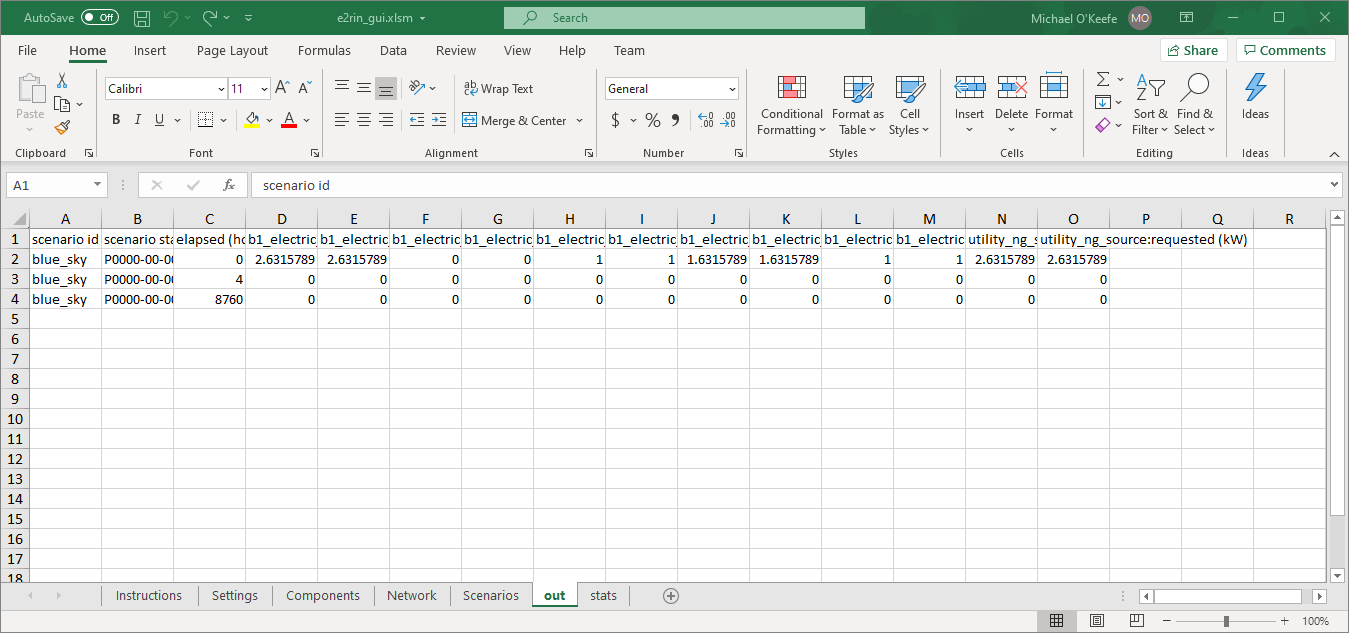 AutoSave Off e2rin_gui.xlsm Search Michael O'Keefe MO
File Home Insert Page Layout Formulas Data Review View Help Team Share Comments
Paste
Clipboard
Calibri 11 A A
B I U A
Font
ab Wrap Text
Merge & Center
Alignment
General
$ % , .00 .00
Number
Conditional Formatting
Format as Table
Cell Styles
Styles
Insert Delete Format
Cells
Sort & Filter
Find & Select
Editing
Ideas
Ideas
A1 fx scenario id
A B C D E F G H I J K L M N O P Q R
1 scenario id scenario sta elapsed (ho b1_electric b1_electric b1_electric b1_electric b1_electric b1_electric b1_electric b1_electric b1_electric b1_electric utility_ng_s utility_ng_source:requested (kW)
2 blue_sky P0000-00-00 0 2.6315789 2.6315789 0 0 1 1 1.6315789 1.6315789 1 1 2.6315789 2.6315789
3 blue_sky P0000-00-00 4 0 0 0 0 0 0 0 0 0 0 0 0
4 blue_sky P0000-00-00 8760 0 0 0 0 0 0 0 0 0 0 0 0
5
6
7
8
9
10
11
12
13
14
15
16
17
18
Instructions Settings Components Network Scenarios out stats
100%